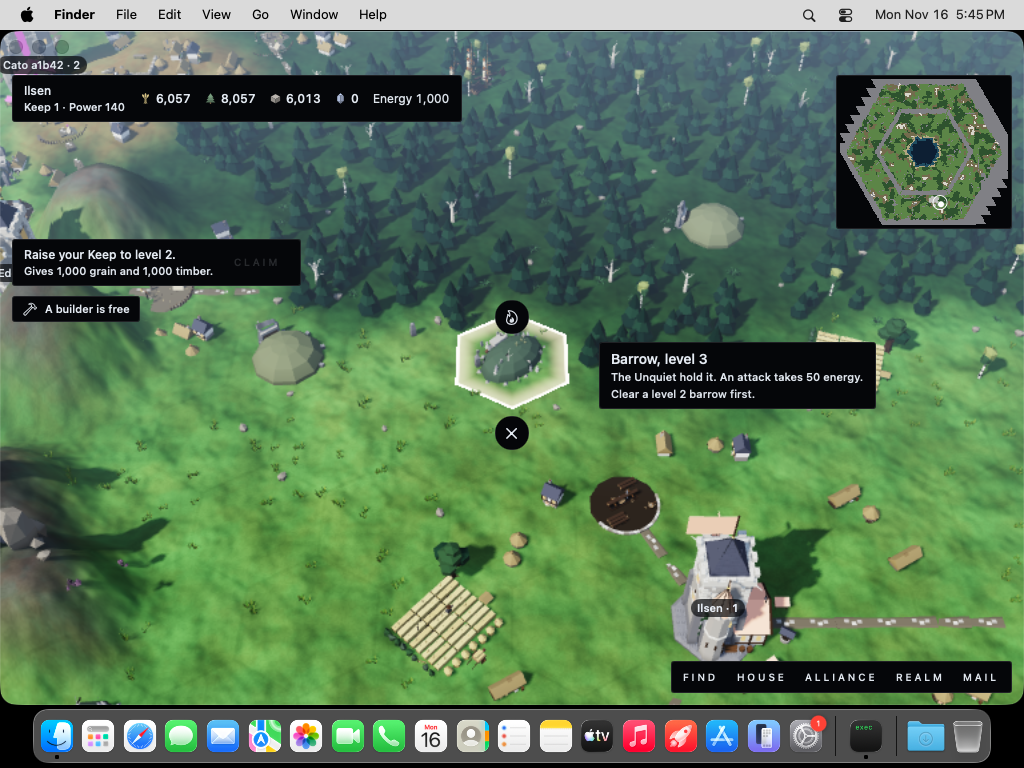 Finder File Edit View Go Window Help Mon Nov 16 5:45 PM
Cato a1b42 · 2
Ilsen
Keep 1 · Power 140
6,057 8,057 6,013 0 Energy 1,000
Raise your Keep to level 2.
Gives 1,000 grain and 1,000 timber.
CLAIM
Ed
A builder is free
Barrow, level 3
The Unquiet hold it. An attack takes 50 energy.
Clear a level 2 barrow first.
Ilsen · 1
FIND HOUSE ALLIANCE REALM MAIL
Mon
16
tv
1
exec